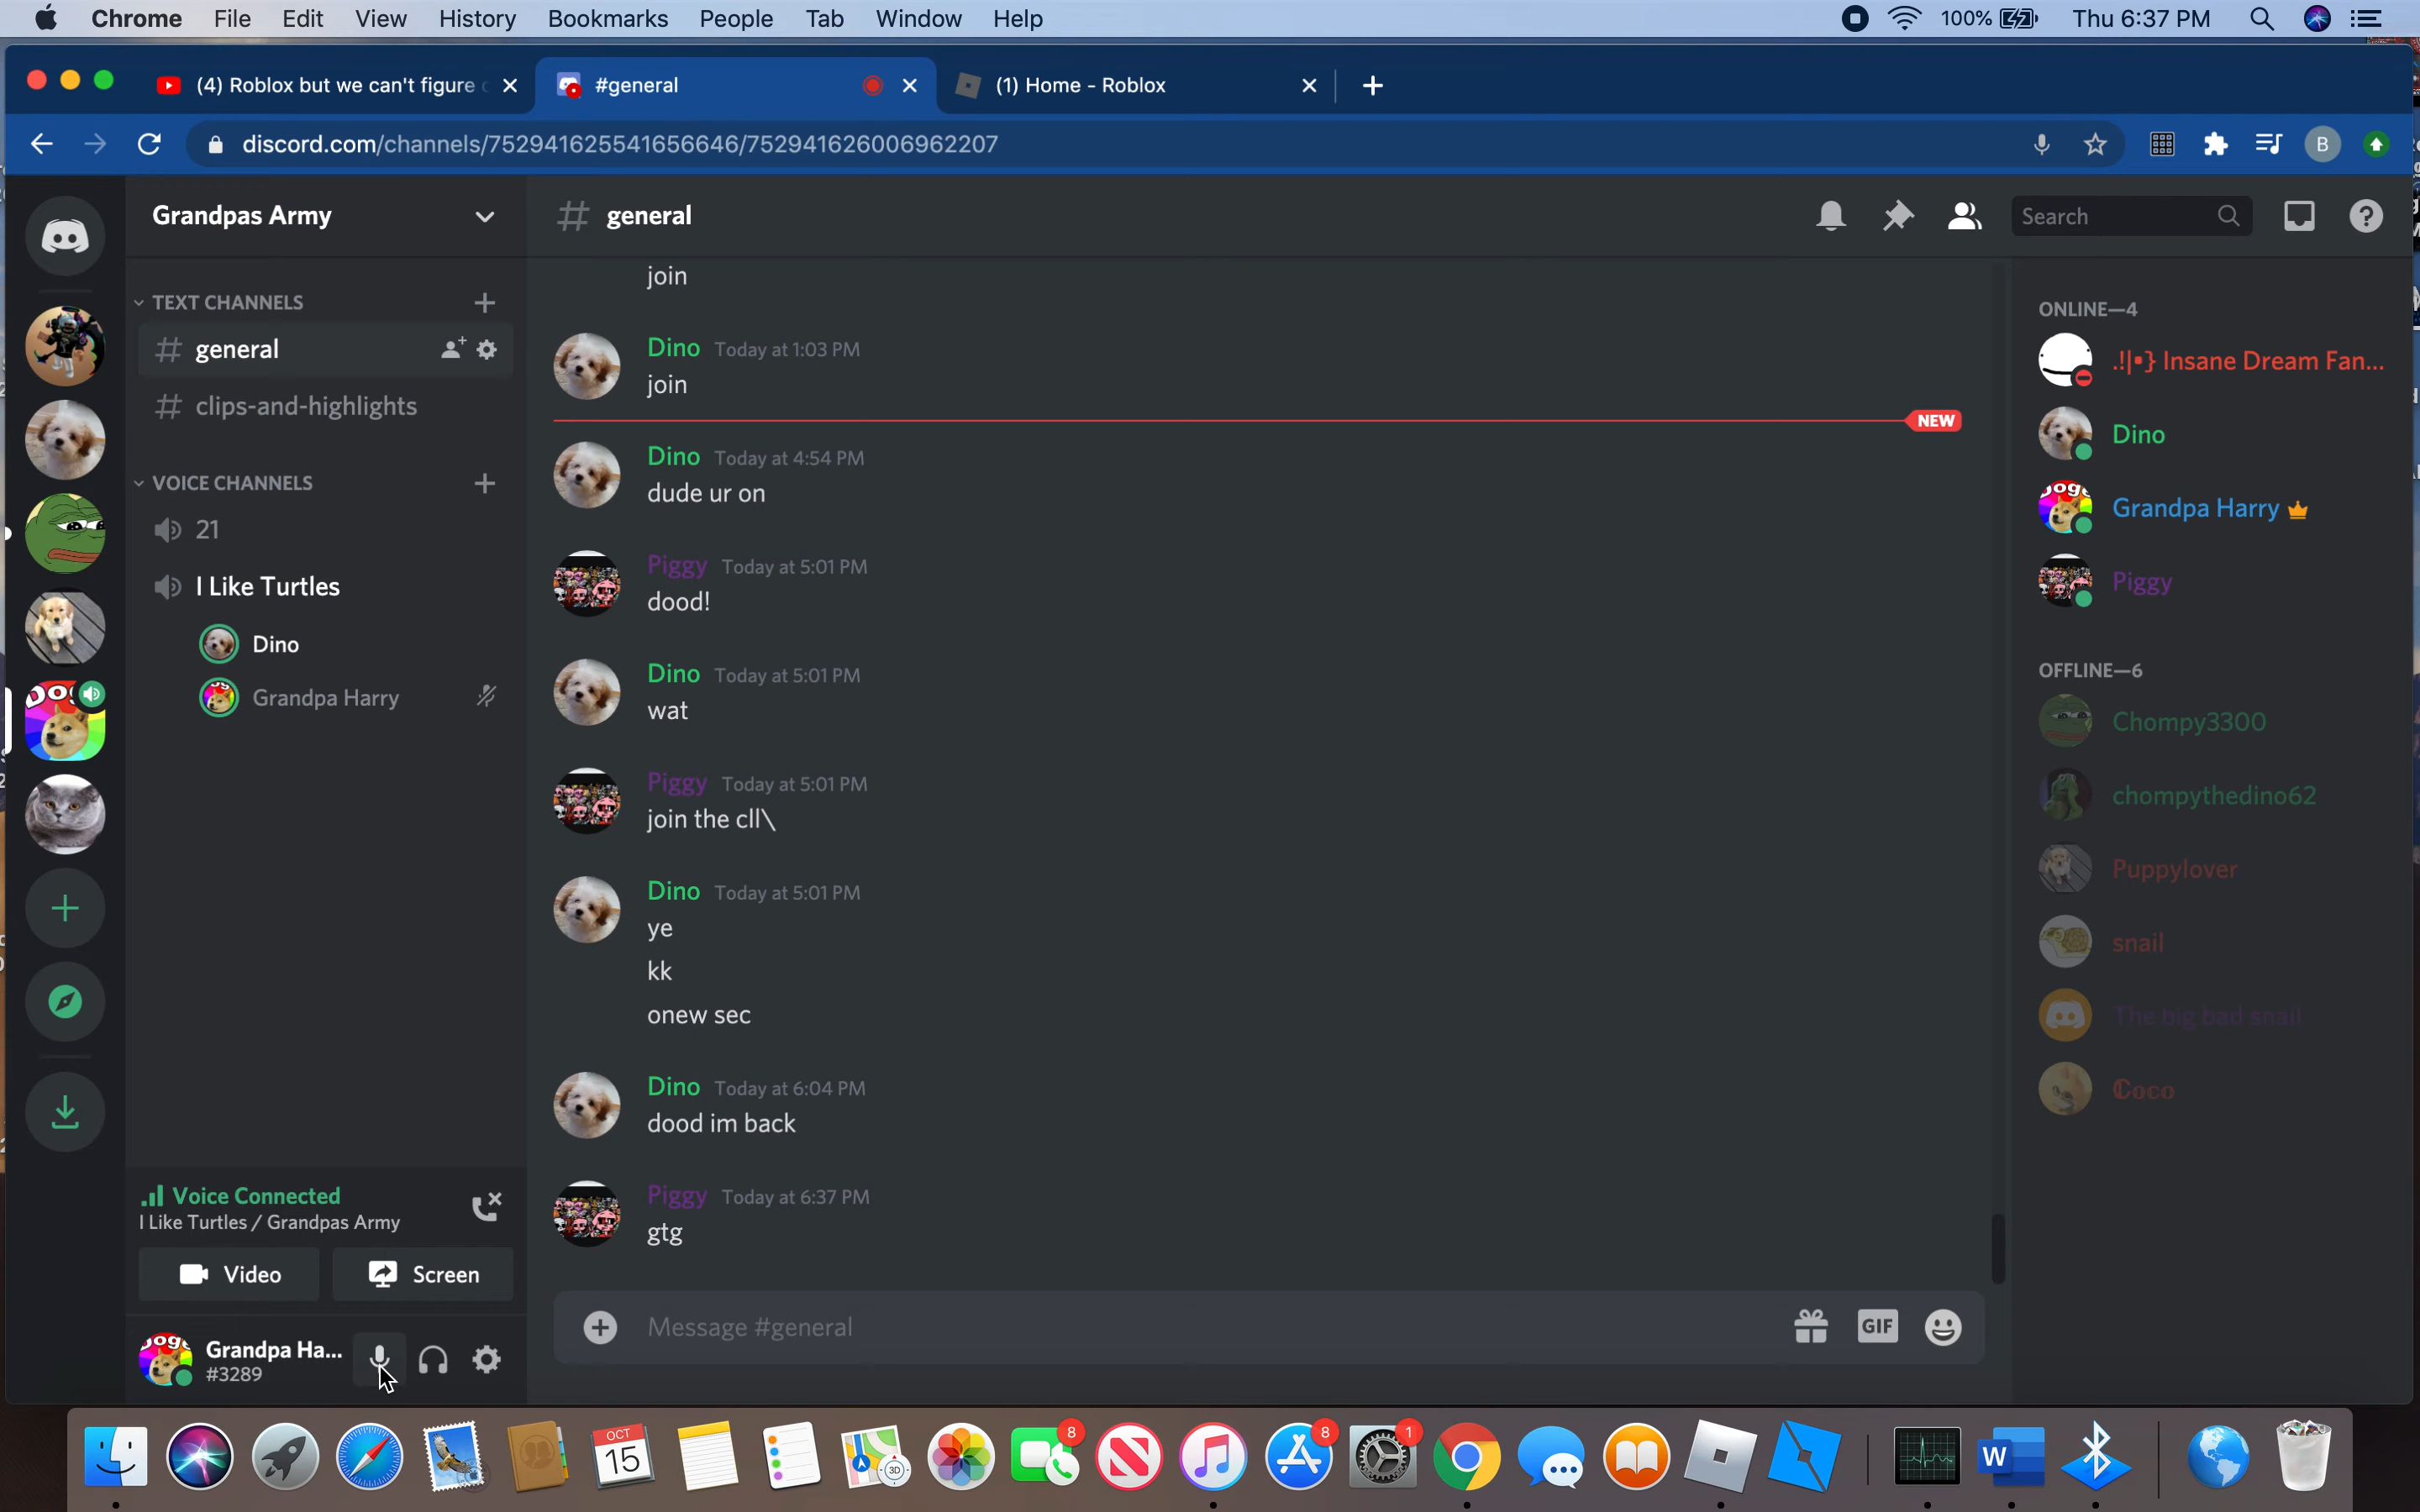 Chrome File Edit View History Bookmarks People Tab Window Help 100% Thu 6:37 PM
(4) Roblox but we can't figure #general (1) Home - Roblox
discord.com/channels/752941625541656646/752941626006962207 B
Grandpas Army
# general
Search
TEXT CHANNELS
# general
# clips-and-highlights
VOICE CHANNELS
21
I Like Turtles
Dino
Grandpa Harry
Voice Connected
I Like Turtles / Grandpas Army
Video Screen
Grandpa Ha...
#3289
join
Dino Today at 1:03 PM
join
NEW
Dino Today at 4:54 PM
dude ur on
Piggy Today at 5:01 PM
dood!
Dino Today at 5:01 PM
wat
Piggy Today at 5:01 PM
join the cll\
Dino Today at 5:01 PM
ye
kk
onew sec
Dino Today at 6:04 PM
dood im back
Piggy Today at 6:37 PM
gtg
Message #general
GIF
ONLINE—4
.!|▪} Insane Dream Fan...
Dino
Grandpa Harry
Piggy
OFFLINE—6
Chompy3300
chompythedino62
Puppylover
snail
The big bad snail
Coco
OCT
15
3D
8
8
1
W